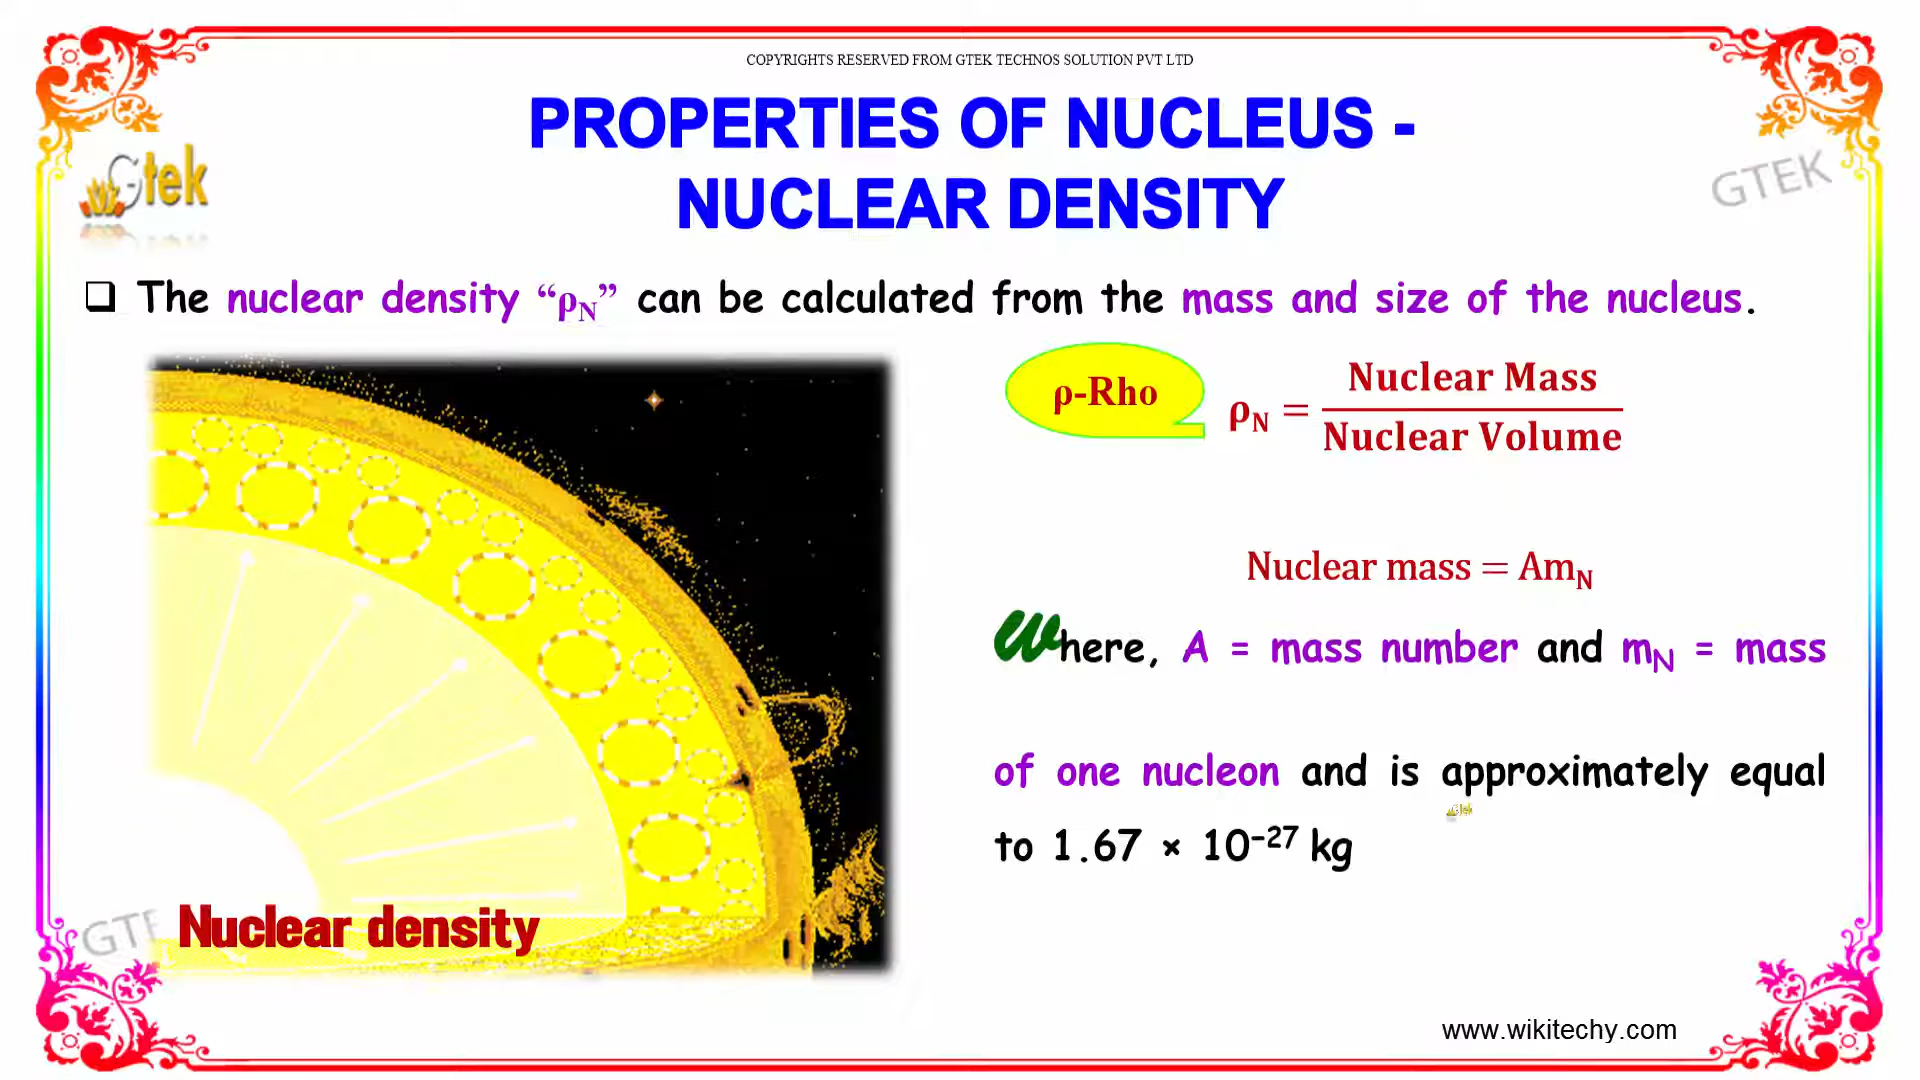 COPYRIGHTS RESERVED FROM GTEK TECHNOS SOLUTION PVT LTD
PROPERTIES OF NUCLEUS -
NUCLEAR DENSITY
Gtek
GTEK
❑ The nuclear density “ρN” can be calculated from the mass and size of the nucleus.
ρ-Rho
ρN = Nuclear Mass / Nuclear Volume
Nuclear mass = AmN
Where, A = mass number and mN = mass
of one nucleon and is approximately equal
Gtek
to 1.67 × 10⁻²⁷ kg
GTE
Nuclear density
www.wikitechy.com